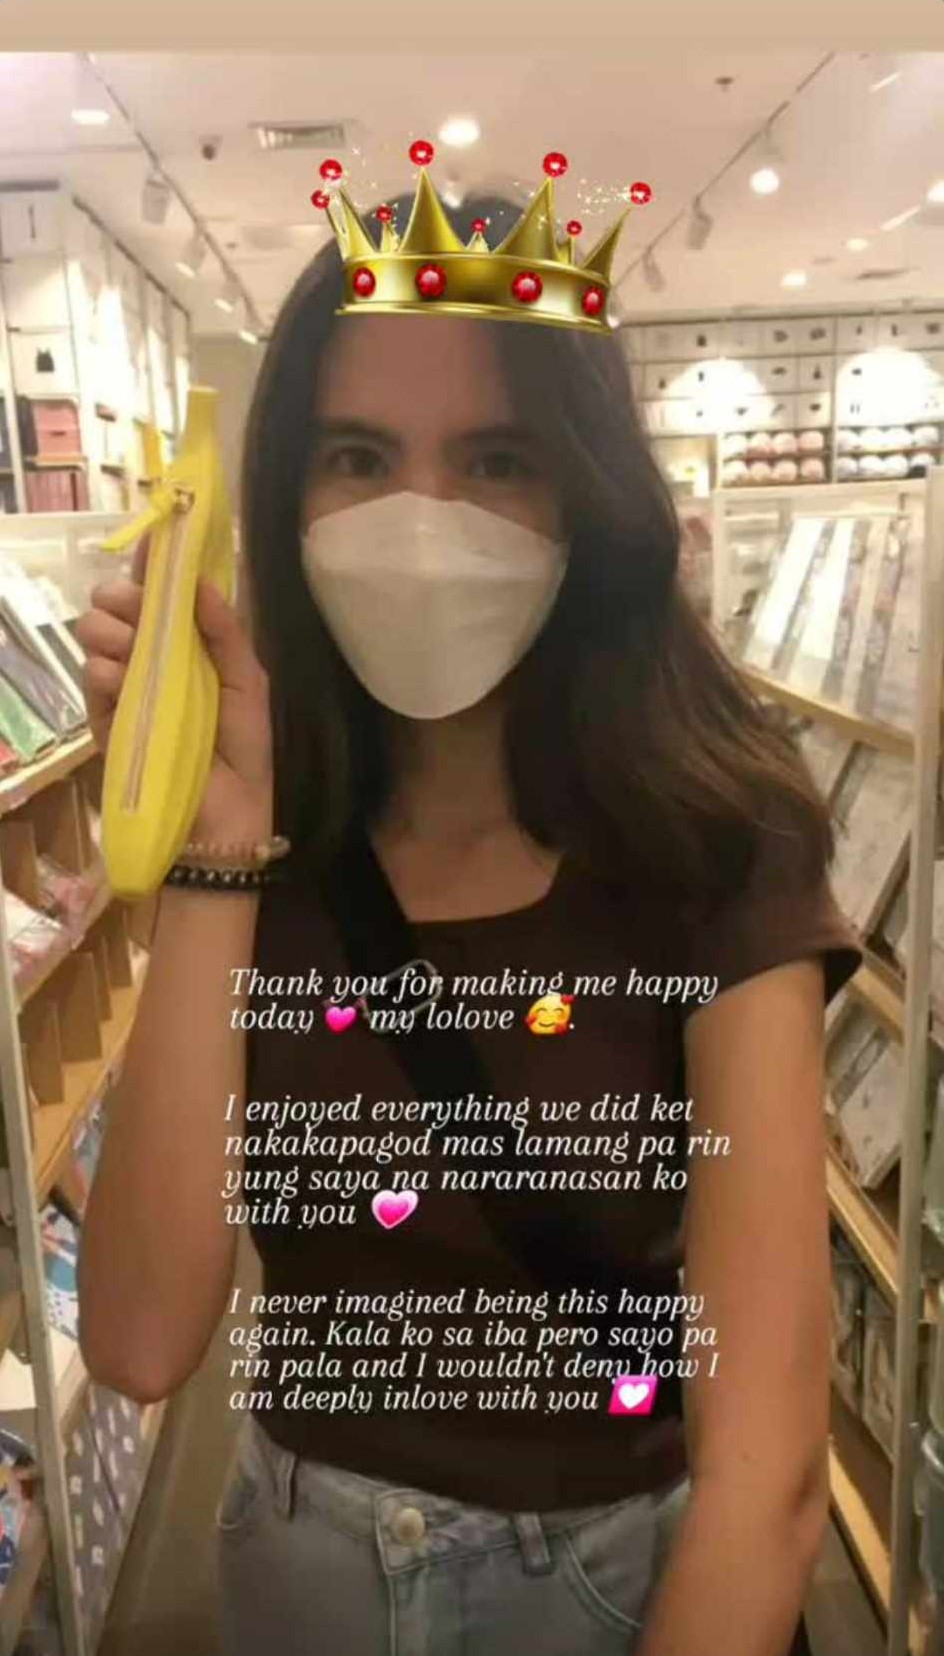 Thank you for making me happy
today 💓 my lolove 🥰.
I enjoyed everything we did ket
nakakapagod mas lamang pa rin
yung saya na nararanasan ko
with you 💗
I never imagined being this happy
again. Kala ko sa iba pero sayo pa
rin pala and I wouldn't deny how I
am deeply inlove with you 💟